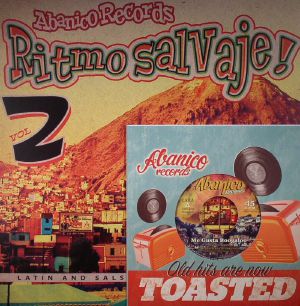 Abanico Records
Ritmo salvaje!
VOL
2
Abanico
records
Abanico
45
Me Gusta Boogaloo
LATIN AND SALS
Old hits are now
TOASTED